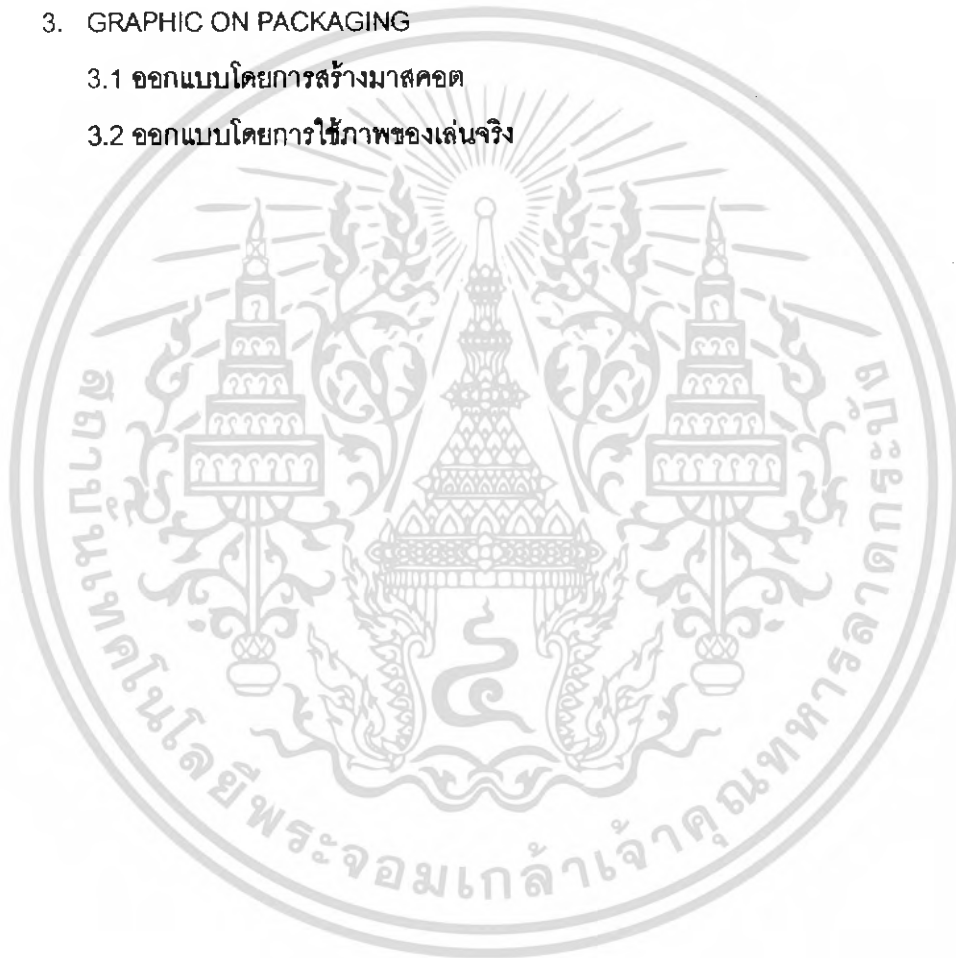 3. GRAPHIC ON PACKAGING
3.1 ออกแบบโดยการสร้างมาสคอต
3.2 ออกแบบโดยการใช้ภาพของเล่นจริง
สถาบันเทคโนโลยีพระจอมเกล้าเจ้าคุณทหารลาดกระบัง
๔